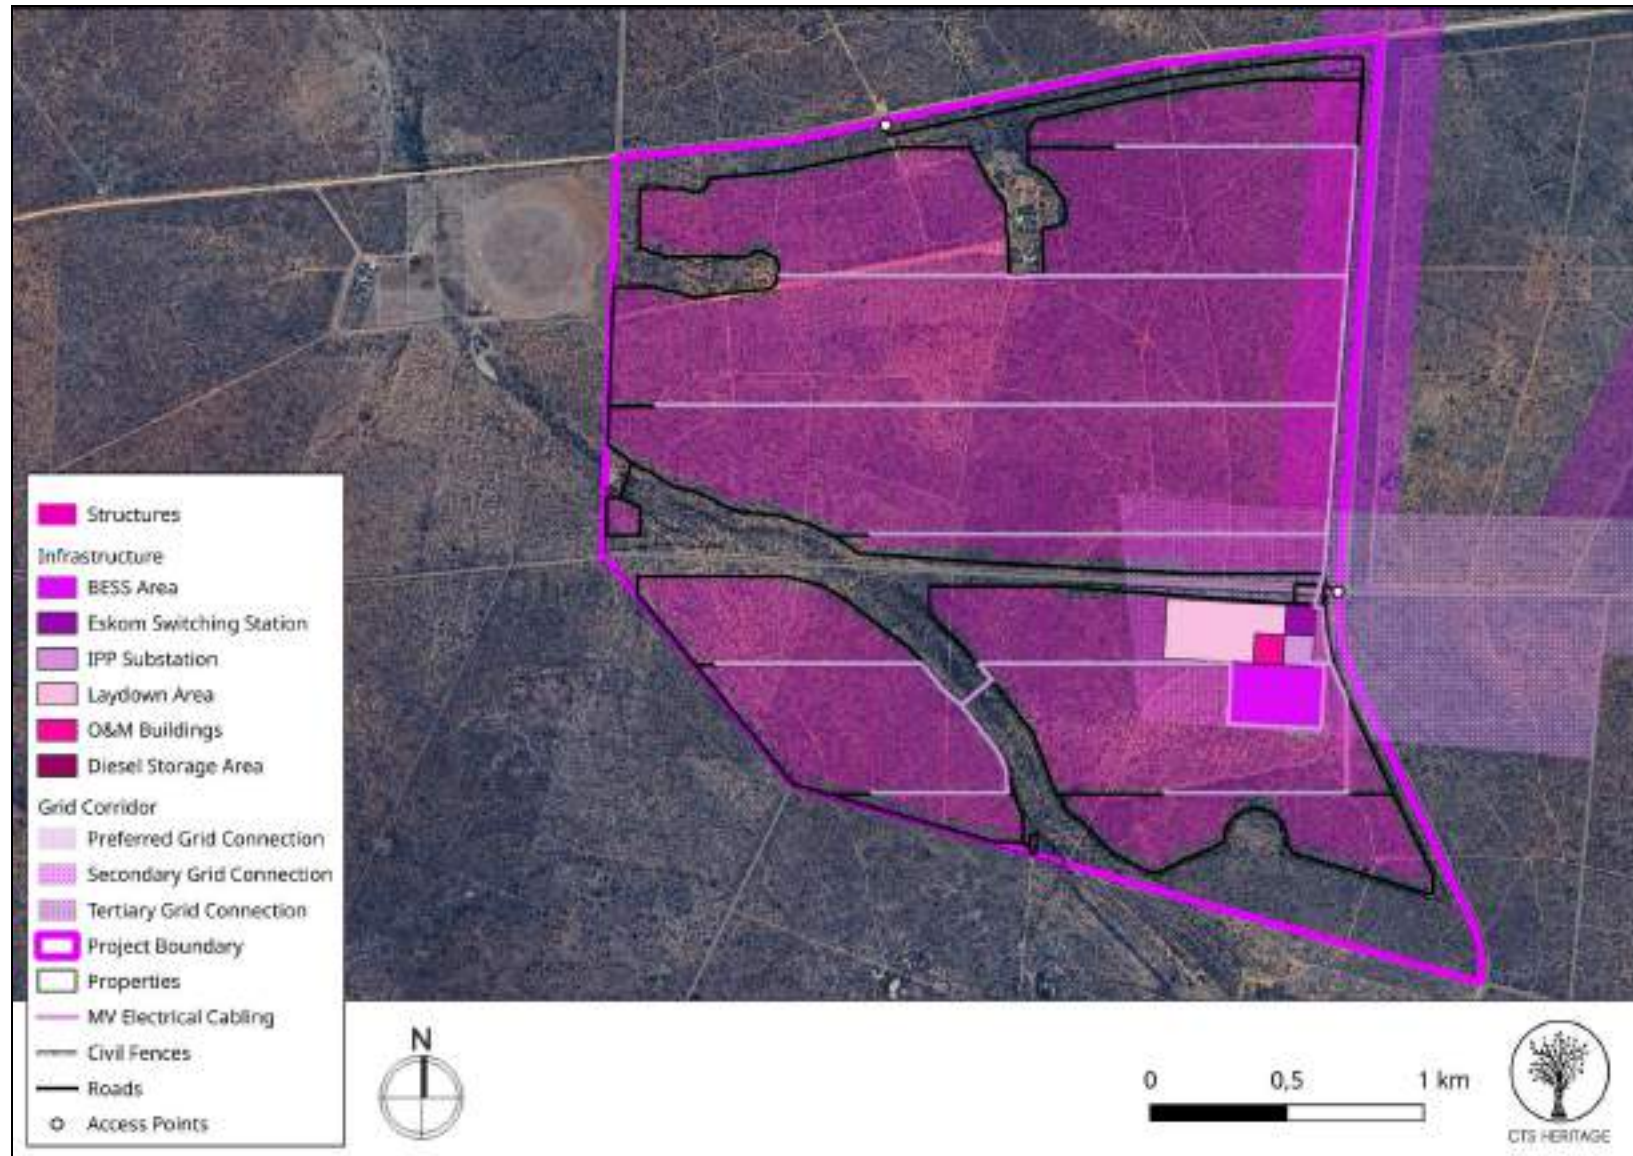 Structures
Infrastructure
BESS Area
Eskom Switching Station
IPP Substation
Laydown Area
O&M Buildings
Diesel Storage Area
Grid Corridor
Preferred Grid Connection
Secondary Grid Connection
Tertiary Grid Connection
Project Boundary
Properties
MV Electrical Cabling
Civil Fences
Roads
Access Points
N
0 0,5 1 km
CTS HERITAGE